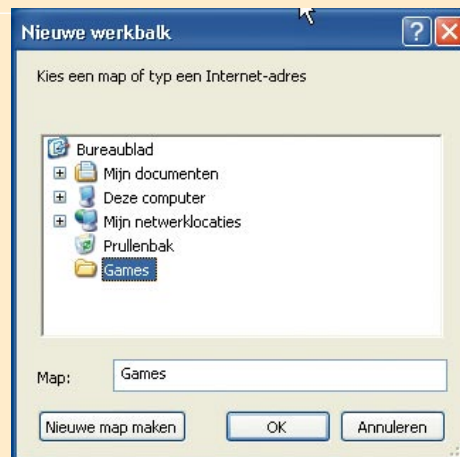 Nieuwe werkbalk
Kies een map of typ een Internet-adres
Bureaublad
Mijn documenten
Deze computer
Mijn netwerklocaties
Prullenbak
Games
Map: Games
Nieuwe map maken OK Annuleren